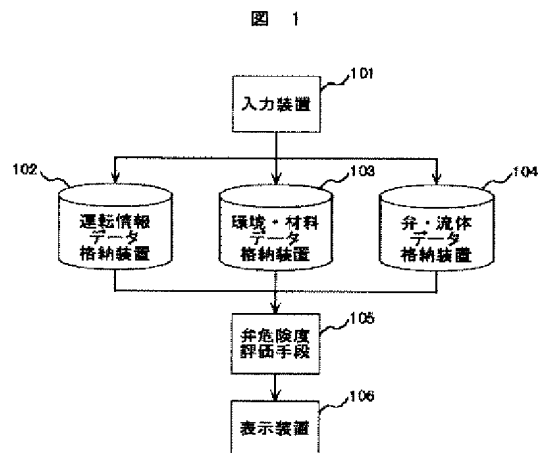 図 1
101
入力装置
102
運転情報
データ
格納装置
103
環境・材料
データ
格納装置
104
弁・流体
データ
格納装置
105
弁危険度
評価手段
106
表示装置